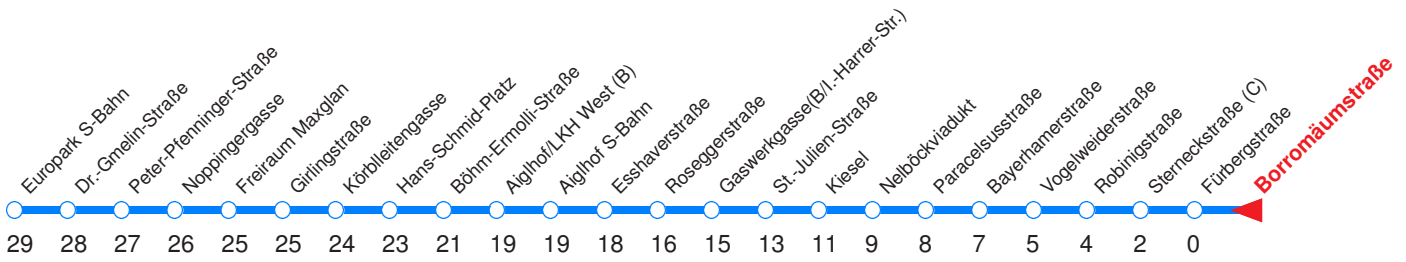 Europark S-Bahn
Dr.-Gmelin-Straße
Peter-Pfenninger-Straße
Noppingergasse
Freiraum Maxglan
Girlingstraße
Körblleitengasse
Hans-Schmid-Platz
Böhm-Ermolli-Straße
Aiglhof/LKH West (B)
Aiglhof S-Bahn
Esshaverstraße
Roseggerstraße
Gaswerkgasse(B/I.-Harrer-Str.)
St.-Julien-Straße
Kiesel
Nelböckviadukt
Paracelsusstraße
Bayerhamerstraße
Vogelweiderstraße
Robinigstraße
Sterneckstraße (C)
Fürbergstraße
Borromäumstraße
29 28 27 26 25 25 24 23 21 19 19 18 16 15 13 11 9 8 7 5 4 2 0